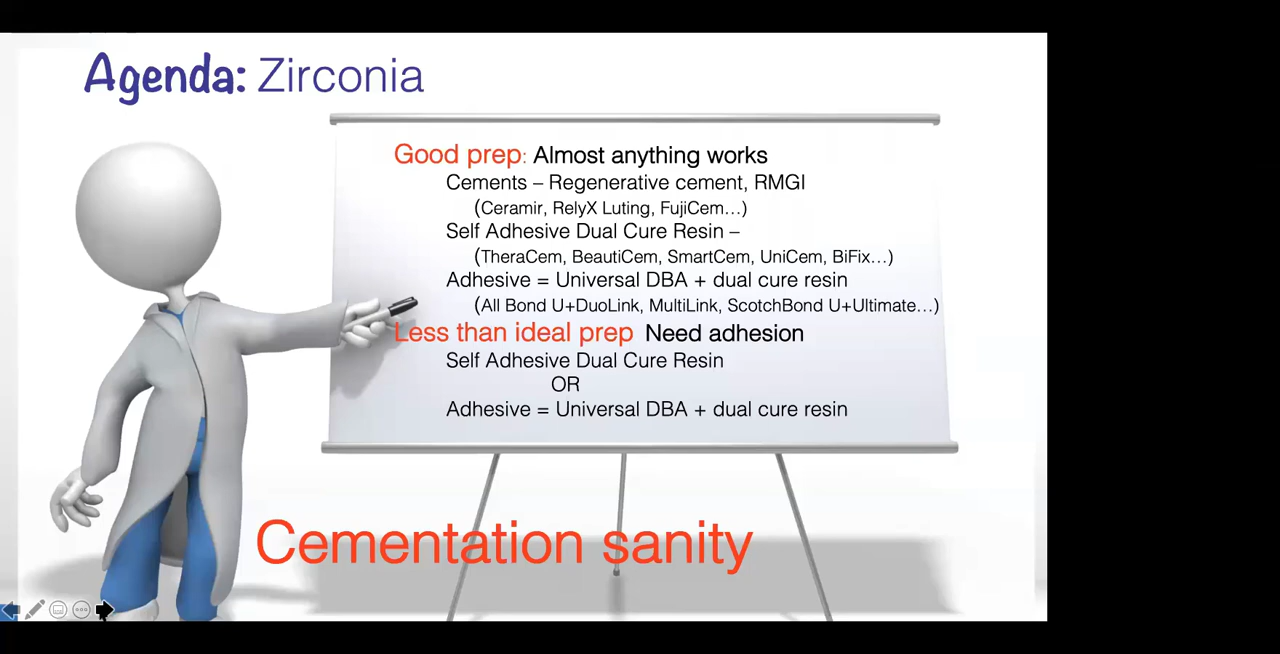 Agenda: Zirconia
Good prep: Almost anything works
Cements – Regenerative cement, RMGI
(Ceramir, RelyX Luting, FujiCem…)
Self Adhesive Dual Cure Resin –
(TheraCem, BeautiCem, SmartCem, UniCem, BiFix…)
Adhesive = Universal DBA + dual cure resin
(All Bond U+DuoLink, MultiLink, ScotchBond U+Ultimate…)
Less than ideal prep Need adhesion
Self Adhesive Dual Cure Resin
OR
Adhesive = Universal DBA + dual cure resin
Cementation sanity